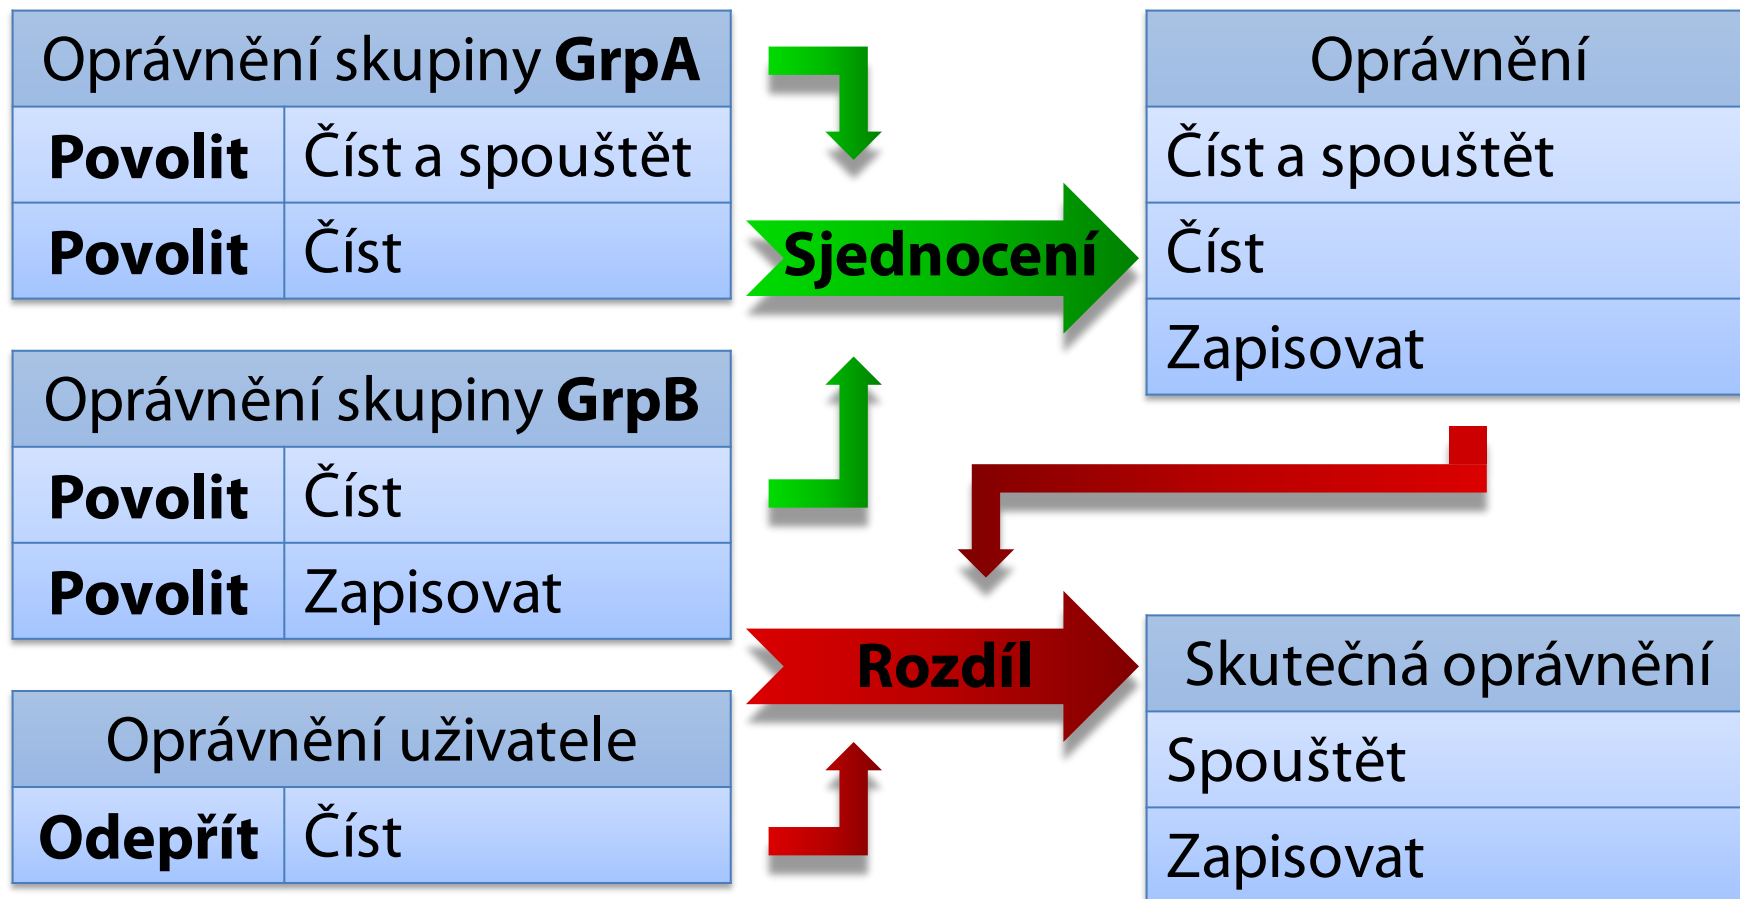 Oprávnění skupiny GrpA
Povolit Číst a spouštět
Povolit Číst
Oprávnění skupiny GrpB
Povolit Číst
Povolit Zapisovat
Oprávnění uživatele
Odepřít Číst
Sjednocení
Rozdíl
Oprávnění
Číst a spouštět
Číst
Zapisovat
Skutečná oprávnění
Spouštět
Zapisovat